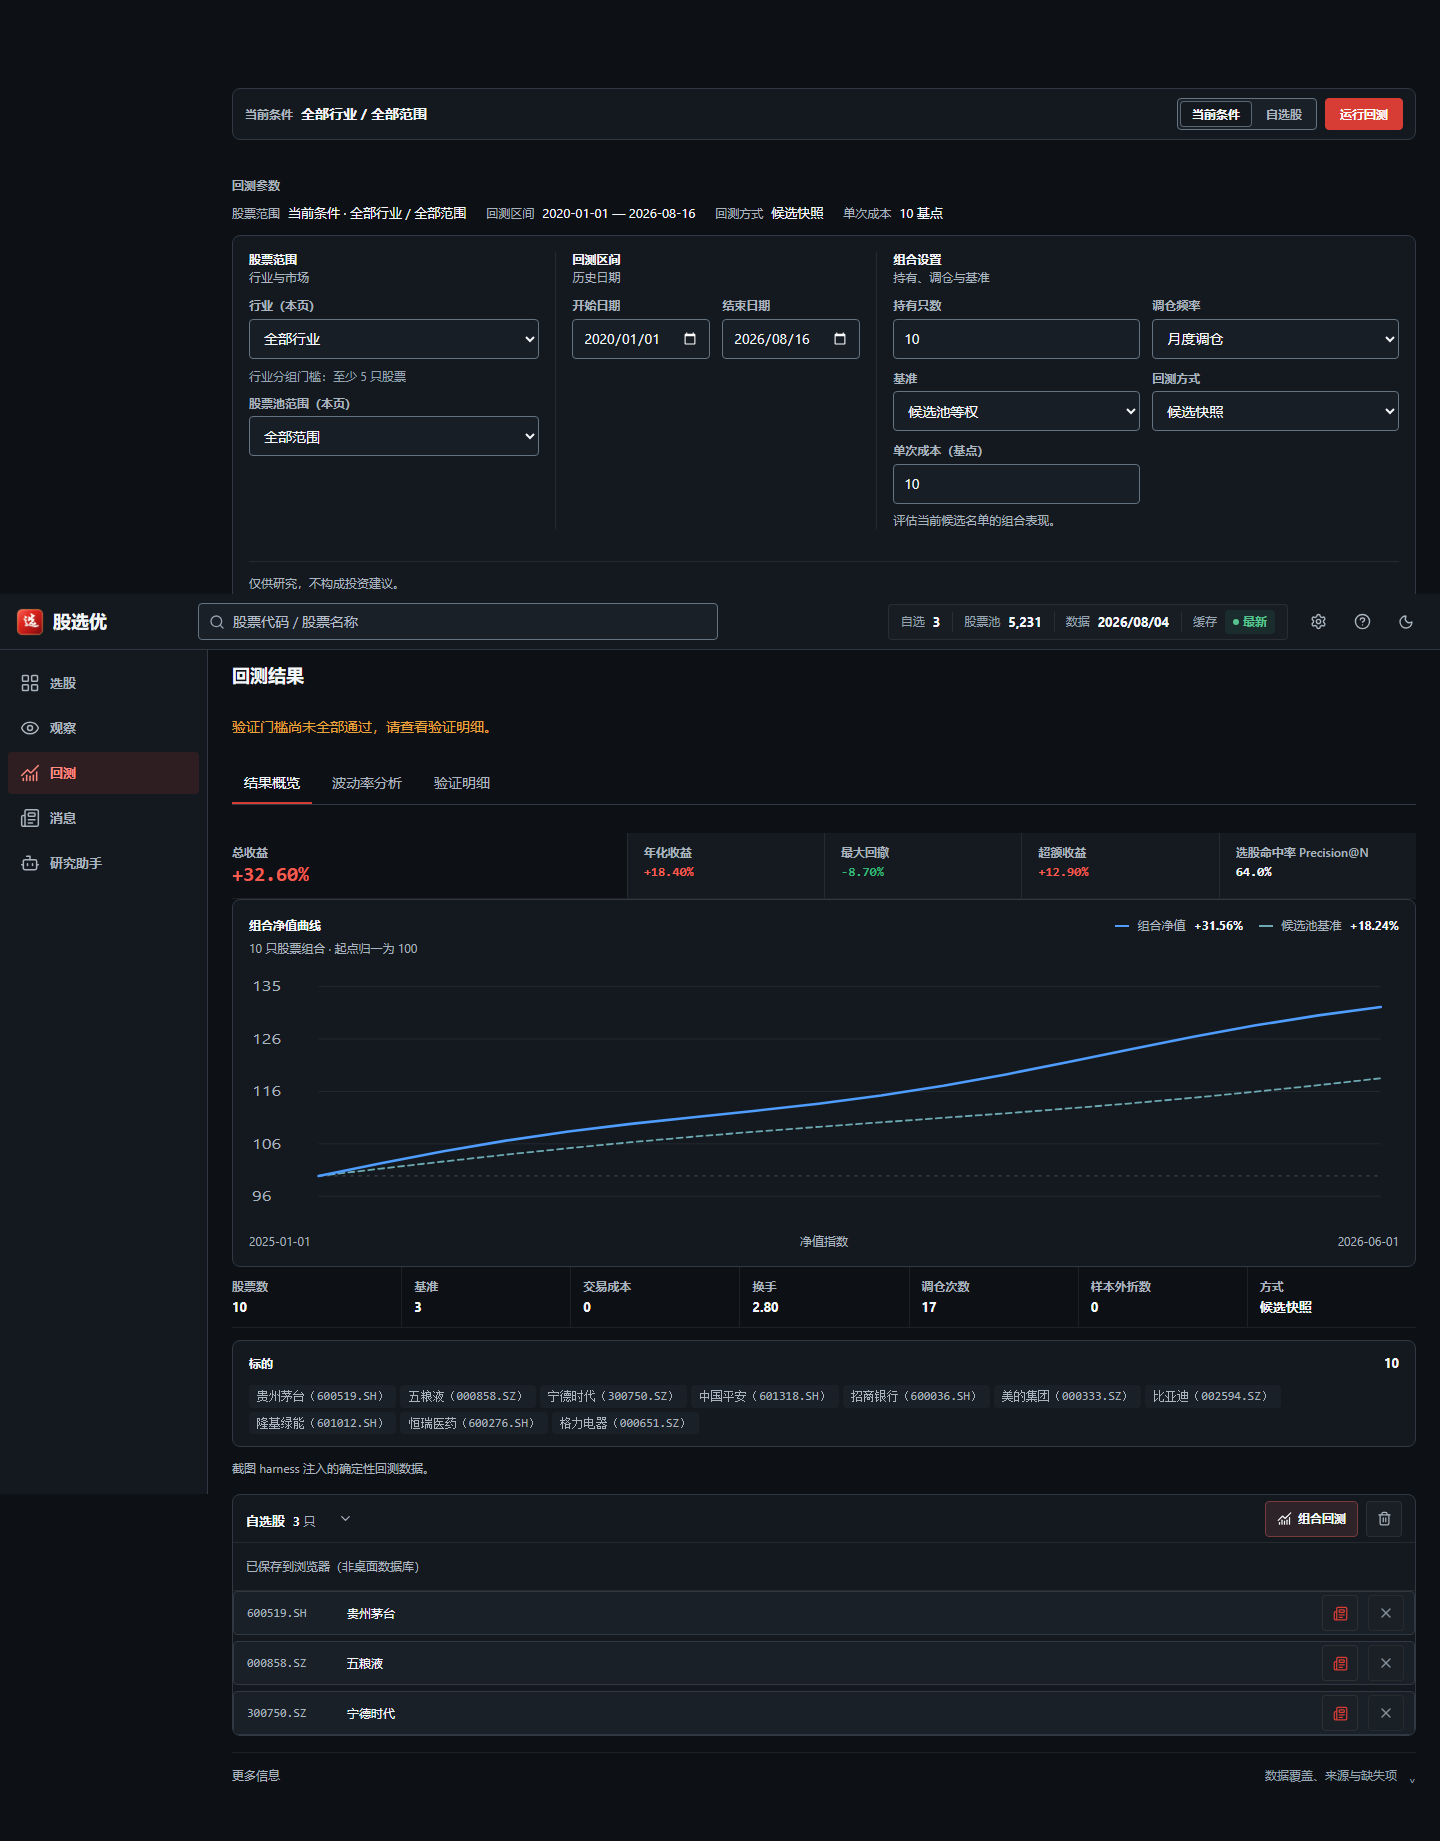 当前条件 全部行业 / 全部范围 当前条件 自选股 运行回测
回测参数
股票范围 当前条件 · 全部行业 / 全部范围 回测区间 2020-01-01 — 2026-08-16 回测方式 候选快照 单次成本 10 基点
股票范围
行业与市场
行业（本页）
全部行业
行业分组门槛：至少 5 只股票
股票池范围（本页）
全部范围
回测区间
历史日期
开始日期 结束日期
2020/01/01 2026/08/16
组合设置
持有、调仓与基准
持有只数 调仓频率
10 月度调仓
基准 回测方式
候选池等权 候选快照
单次成本（基点）
10
评估当前候选名单的组合表现。
仅供研究，不构成投资建议。
选 股选优 股票代码 / 股票名称 自选 3 股票池 5,231 数据 2026/08/04 缓存 最新
选股
观察
回测
消息
研究助手
回测结果
验证门槛尚未全部通过，请查看验证明细。
结果概览 波动率分析 验证明细
总收益 年化收益 最大回撤 超额收益 选股命中率 Precision@N
+32.60% +18.40% -8.70% +12.90% 64.0%
组合净值曲线 组合净值 +31.56% 候选池基准 +18.24%
10 只股票组合 · 起点归一为 100
135
126
116
106
96
2025-01-01 净值指数 2026-06-01
股票数 基准 交易成本 换手 调仓次数 样本外折数 方式
10 3 0 2.80 17 0 候选快照
标的 10
贵州茅台（600519.SH） 五粮液（000858.SZ） 宁德时代（300750.SZ） 中国平安（601318.SH） 招商银行（600036.SH） 美的集团（000333.SZ） 比亚迪（002594.SZ）
隆基绿能（601012.SH） 恒瑞医药（600276.SH） 格力电器（000651.SZ）
截图 harness 注入的确定性回测数据。
自选股 3 只 组合回测
已保存到浏览器（非桌面数据库）
600519.SH 贵州茅台
000858.SZ 五粮液
300750.SZ 宁德时代
更多信息 数据覆盖、来源与缺失项